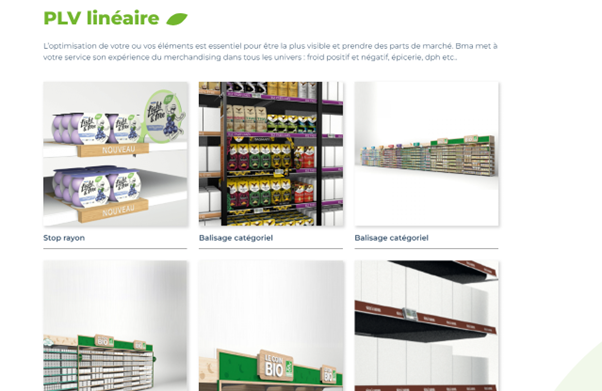 PLV linéaire
L'optimisation de votre ou vos éléments est essentiel pour être la plus visible et prendre des parts de marché. Bma met à
votre service son expérience du merchandising dans tous les univers : froid positif et négatif, épicerie, dph etc..
light
& free
NOUVEAU
NOUVEAU
Stop rayon
Balisage catégoriel
Balisage catégoriel
BIO
LE COIN
BIO